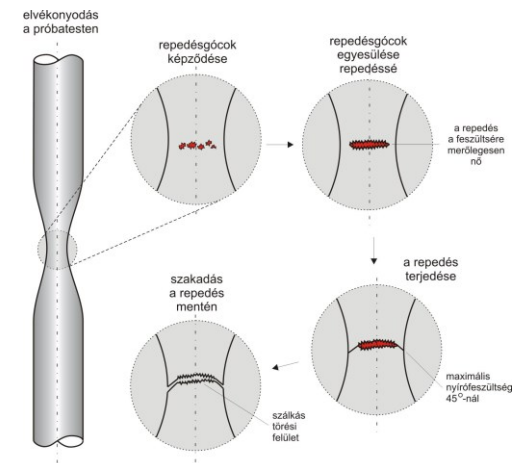 elvékonyodás
a próbatesten
repedésgócok
képződése
repedésgócok
egyesülése
repedéssé
a repedés
a feszültsére
merőlegesen
nő
a repedés
terjedése
maximális
nyírófeszültség
45°-nál
szakadás
a repedés
mentén
szálkás
törési
felület